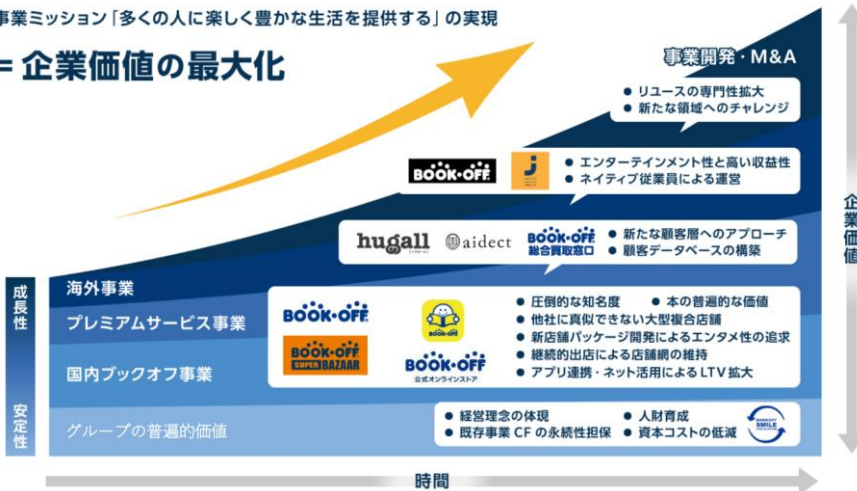 事業ミッション「多くの人に楽しく豊かな生活を提供する」の実現
= 企業価値の最大化
事業開発・M&A
● リユースの専門性拡大
● 新たな領域へのチャレンジ
BOOK・OFF
J
● エンターテインメント性と高い収益性
● ネイティブ従業員による運営
hugall
aidect
BOOK・OFF
総合買取窓口
● 新たな顧客層へのアプローチ
● 顧客データベースの構築
企業価値
成長性
安定性
海外事業
プレミアムサービス事業
国内ブックオフ事業
グループの普遍的価値
BOOK・OFF
BOOK・OFF
BOOK・OFF
SUPER BAZAAR
BOOK・OFF
公式オンラインストア
● 圧倒的な知名度 ● 本の普遍的な価値
● 他社に真似できない大型複合店舗
● 新店舗パッケージ開発によるエンタメ性の追求
● 継続的出店による店舗網の維持
● アプリ連携・ネット活用によるLTV拡大
● 経営理念の体現 ● 人財育成
● 既存事業CFの永続性担保 ● 資本コストの低減
SMILE
時間